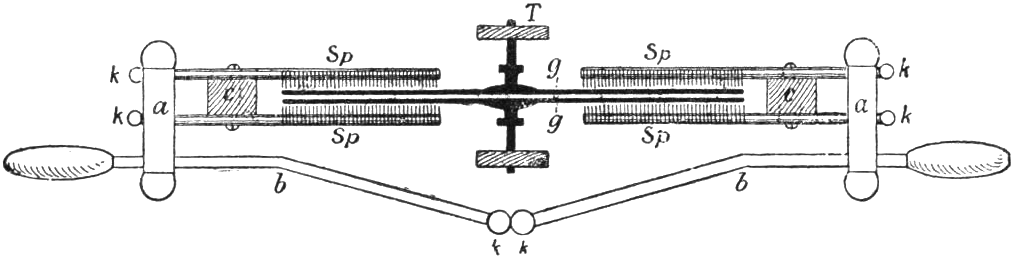 T
Sp g Sp
k k
a c c a
k g k
Sp Sp
b b
k k